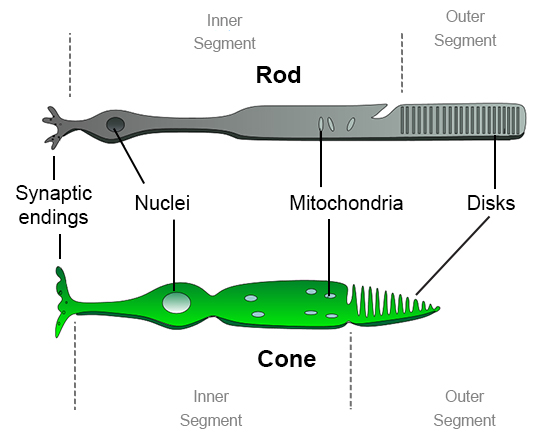 Inner
Segment
Outer
Segment
Rod
Synaptic
endings
Nuclei
Mitochondria
Disks
Cone
Inner
Segment
Outer
Segment